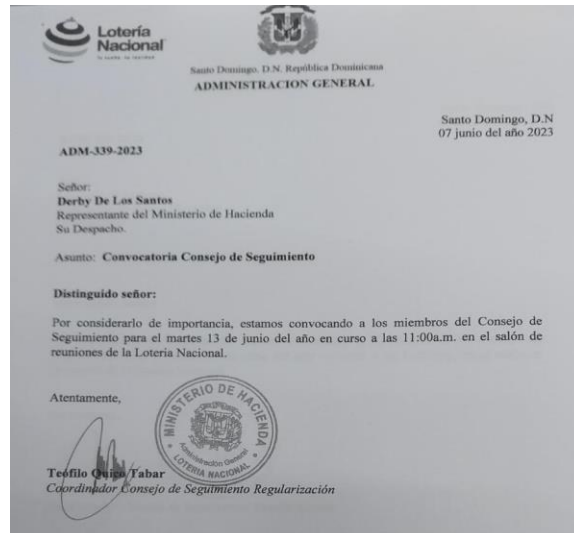 Lotería
Nacional
Santo Domingo, D.N. República Dominicana
ADMINISTRACION GENERAL
Santo Domingo, D.N
07 junio del año 2023
ADM-339-2023
Señor:
Derby De Los Santos
Representante del Ministerio de Hacienda
Su Despacho.
Asunto: Convocatoria Consejo de Seguimiento
Distinguido señor:
Por considerarlo de importancia, estamos convocando a los miembros del Consejo de
Seguimiento para el martes 13 de junio del año en curso a las 11:00a.m. en el salón de
reuniones de la Lotería Nacional.
Atentamente,
MINISTERIO DE HACIENDA
Administración General
LOTERIA NACIONAL
Teófilo Quico Tabar
Coordinador Consejo de Seguimiento Regularización